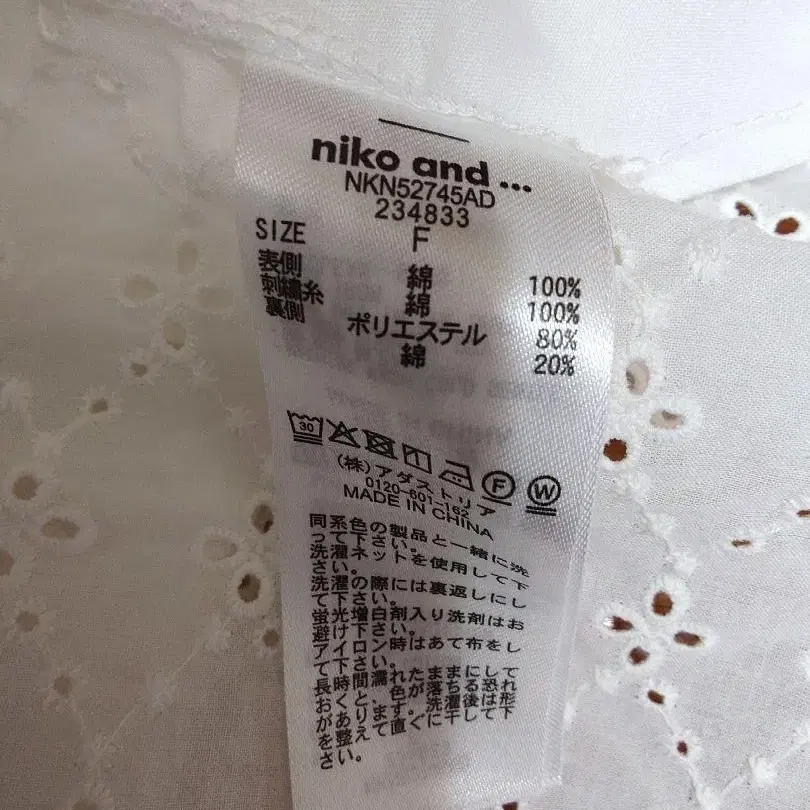 niko and ...
NKN52745AD
234833
SIZE F
表側 綿 100%
刺繍糸 綿 100%
裏側 ポリエステル 80%
綿 20%
30
F W
(株)アダストリア
0120-601-162
MADE IN CHINA
同系色の製品と一緒に洗
って下さい。
洗濯ネットを使用して下
さい。
洗濯の際には裏返しにし
て下さい。
蛍光増白剤入り洗剤はお
避け下さい。
アイロン時はあて布をし
て下さい。
長時間濡れたままにして
おくと、色が落ちる恐れ
があります。洗濯後は形
を整えて直ぐに干して下
さい。